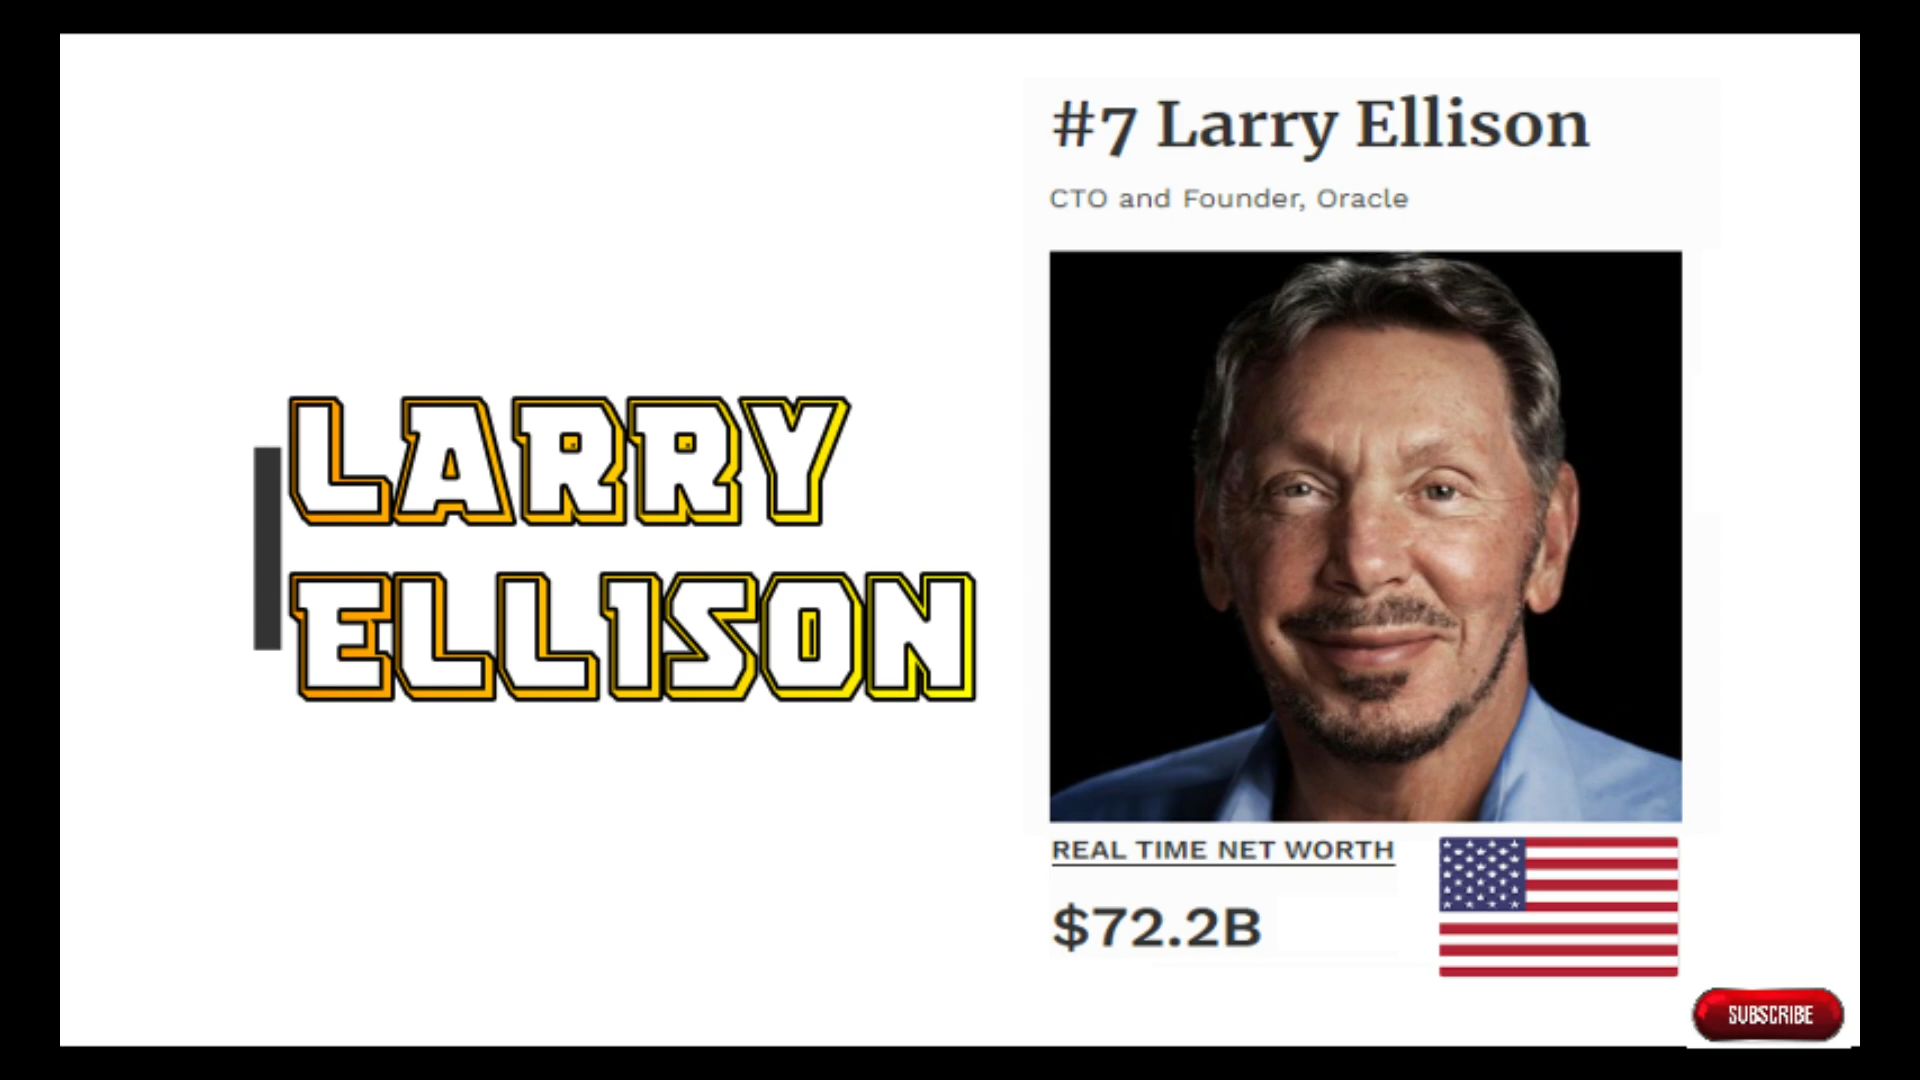 LARRY
ELLISON
#7 Larry Ellison
CTO and Founder, Oracle
REAL TIME NET WORTH
$72.2B
SUBSCRIBE